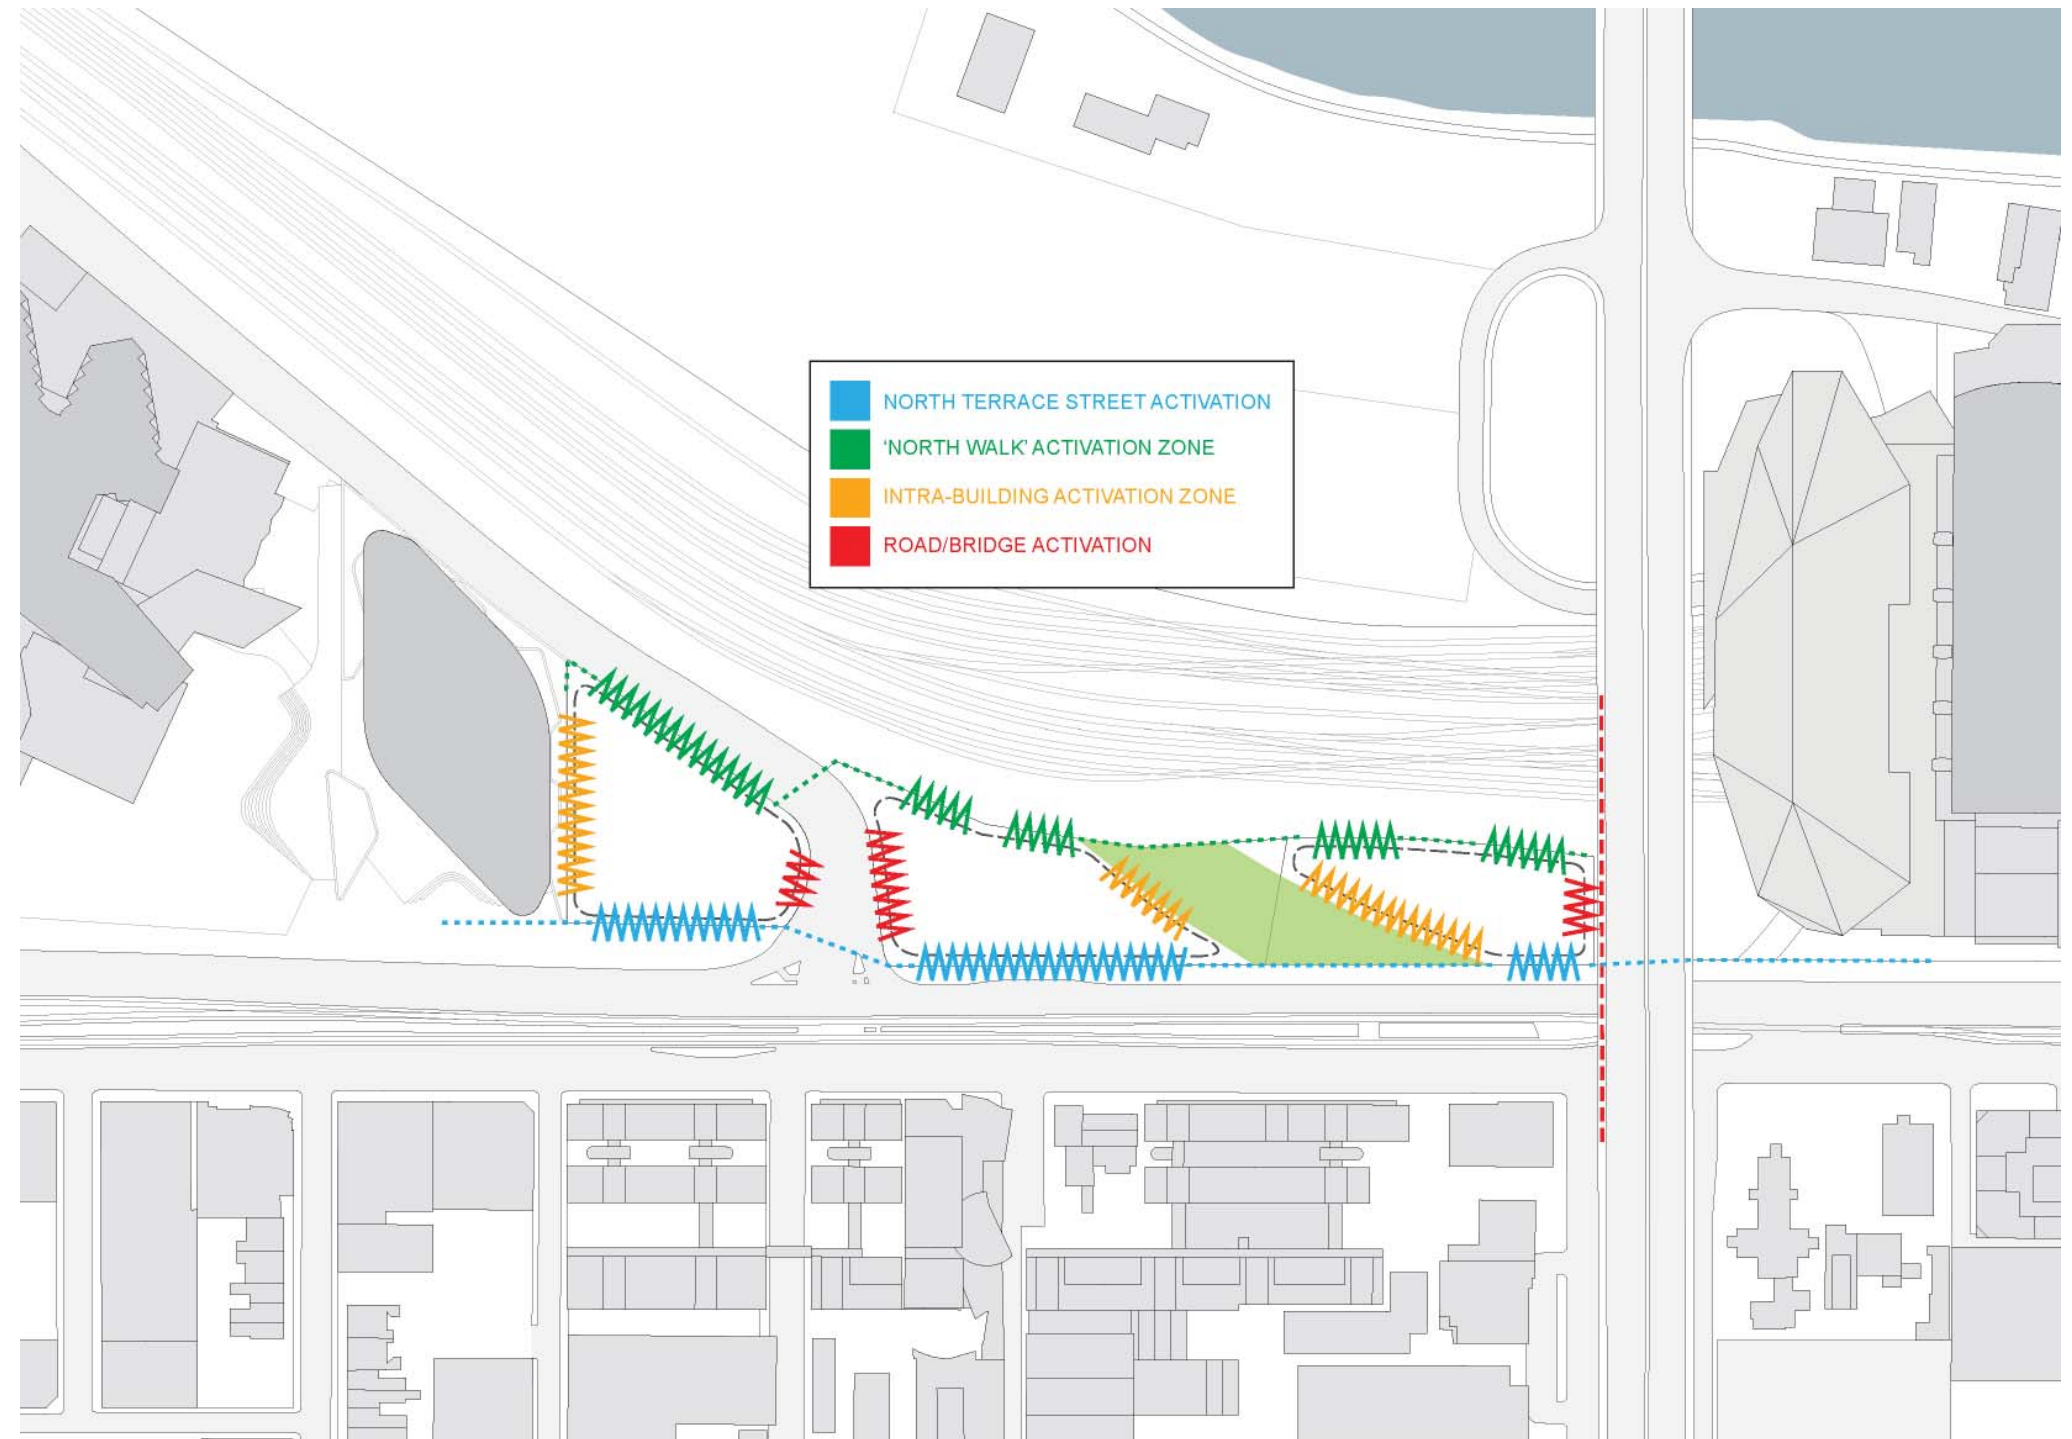 NORTH TERRACE STREET ACTIVATION
‘NORTH WALK’ ACTIVATION ZONE
INTRA-BUILDING ACTIVATION ZONE
ROAD/BRIDGE ACTIVATION